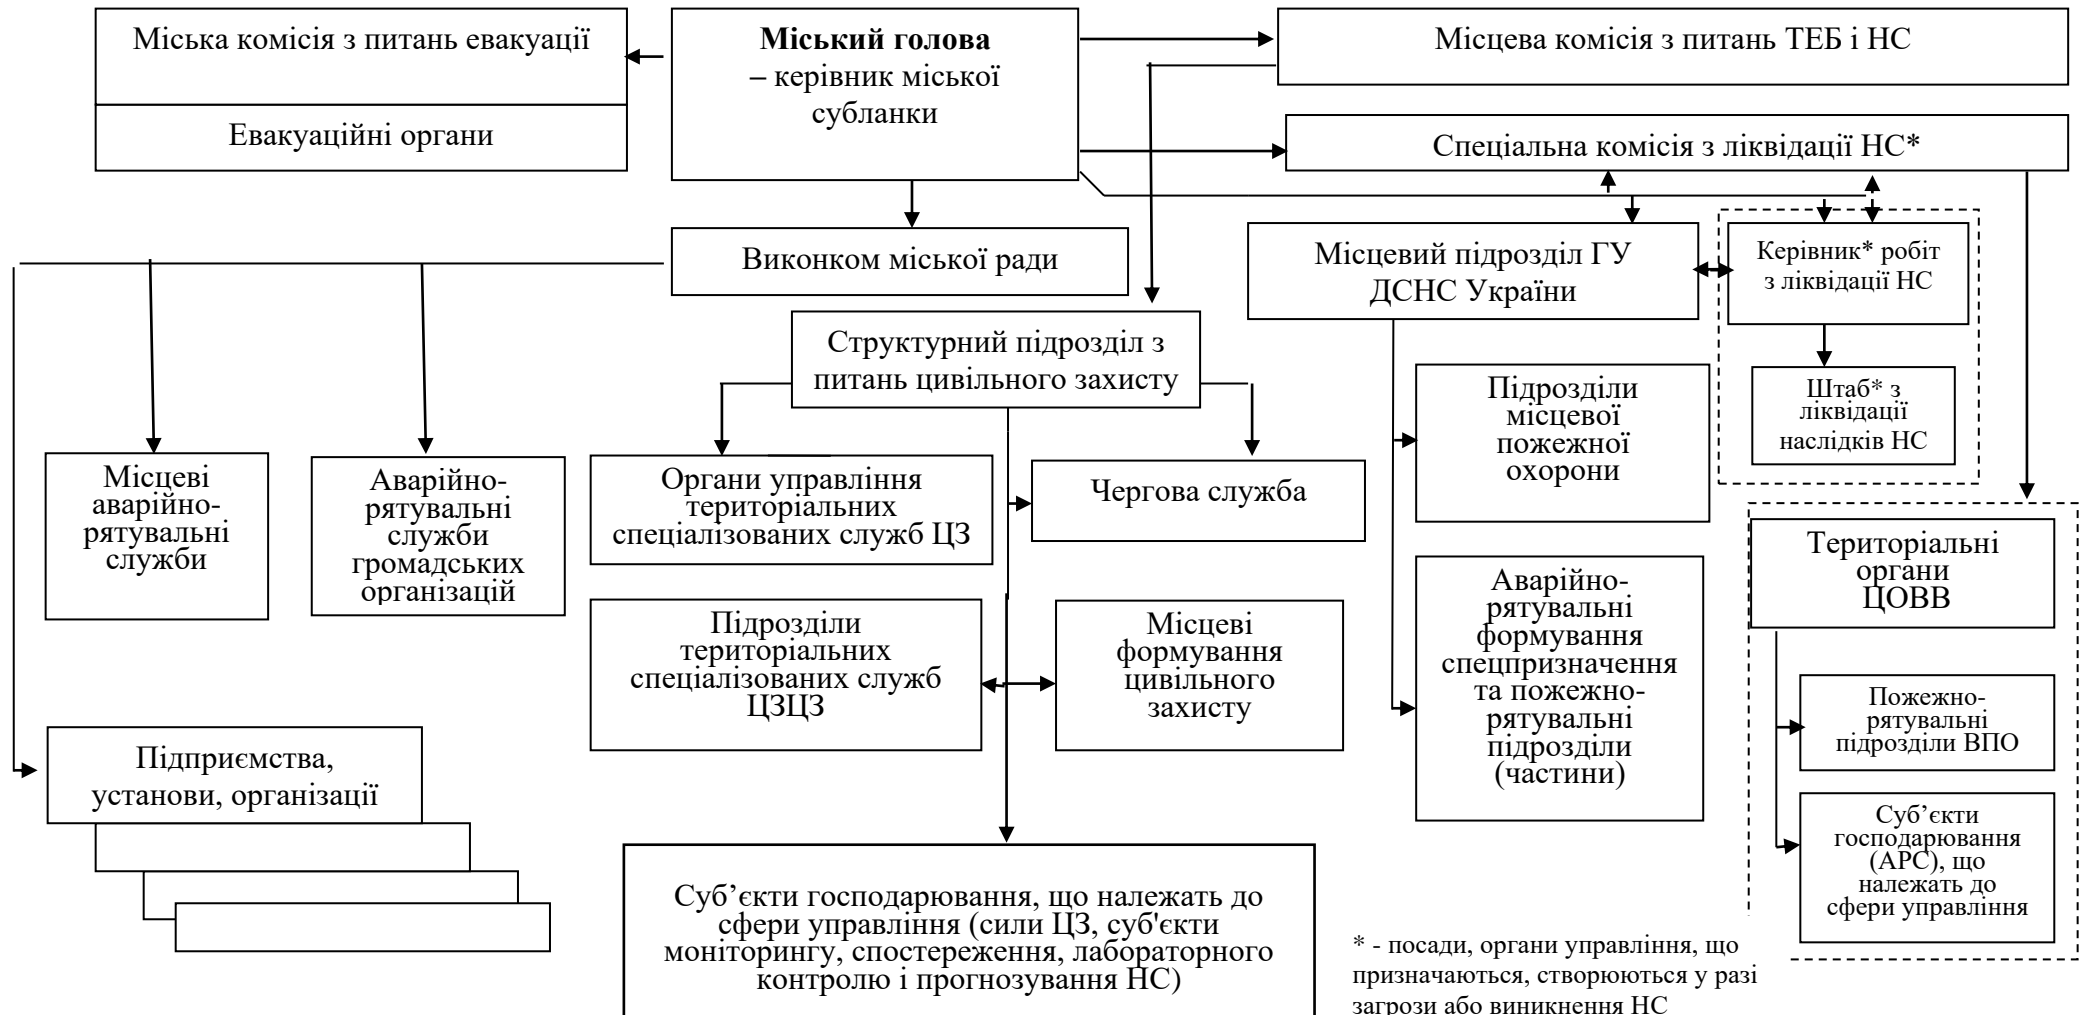 Міська комісія з питань евакуації
Евакуаційні органи
Міський голова
– керівник міської
субланки
Місцева комісія з питань ТЕБ і НС
Спеціальна комісія з ліквідації НС*
Виконком міської ради
Місцевий підрозділ ГУ
ДСНС України
Керівник* робіт
з ліквідації НС
Структурний підрозділ з
питань цивільного захисту
Підрозділи
місцевої
пожежної
охорони
Штаб* з
ліквідації
наслідків НС
Місцеві
аварійно-
рятувальні
служби
Аварійно-
рятувальні
служби
громадських
організацій
Органи управління
територіальних
спеціалізованих служб ЦЗ
Чергова служба
Територіальні
органи
ЦОВВ
Аварійно-
рятувальні
формування
спецпризначення
та пожежно-
рятувальні
підрозділи
(частини)
Підрозділи
територіальних
спеціалізованих служб
ЦЗЦЗ
Місцеві
формування
цивільного
захисту
Пожежно-
рятувальні
підрозділи ВПО
Підприємства,
установи, організації
Суб’єкти
господарювання
(АРС), що
належать до
сфери управління
Суб’єкти господарювання, що належать до
сфери управління (сили ЦЗ, суб'єкти
моніторингу, спостереження, лабораторного
контролю і прогнозування НС)
* - посади, органи управління, що
призначаються, створюються у разі
загрози або виникнення НС